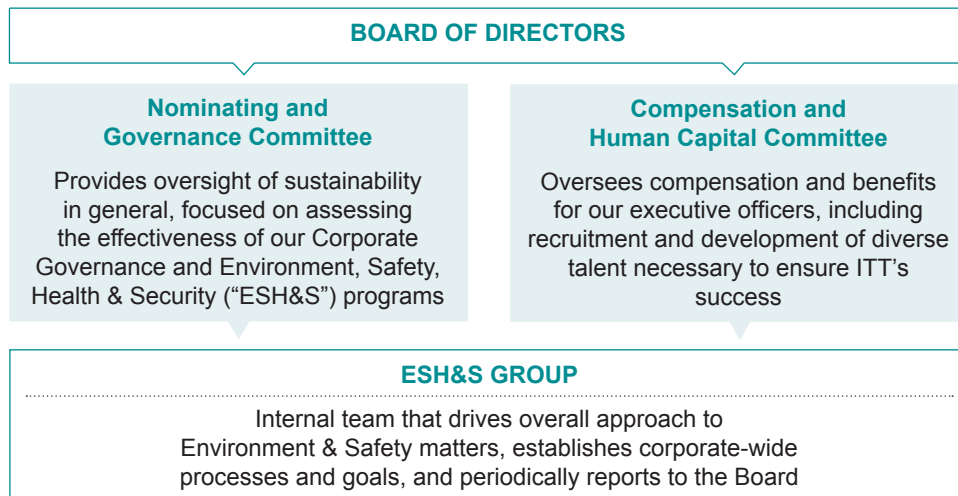 BOARD OF DIRECTORS
Nominating and
Governance Committee
Provides oversight of sustainability
in general, focused on assessing
the effectiveness of our Corporate
Governance and Environment, Safety,
Health & Security (“ESH&S”) programs
Compensation and
Human Capital Committee
Oversees compensation and benefits
for our executive officers, including
recruitment and development of diverse
talent necessary to ensure ITT’s
success
ESH&S GROUP
Internal team that drives overall approach to
Environment & Safety matters, establishes corporate-wide
processes and goals, and periodically reports to the Board